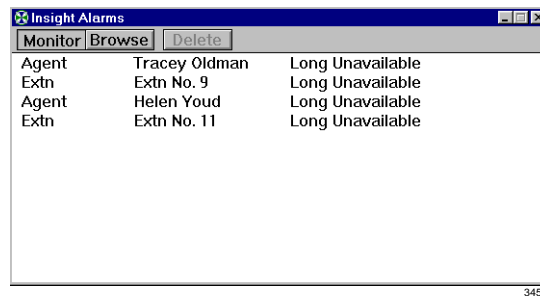 Insight Alarms
Monitor Browse Delete
Agent Tracey Oldman Long Unavailable
Extn Extn No. 9 Long Unavailable
Agent Helen Youd Long Unavailable
Extn Extn No. 11 Long Unavailable
345